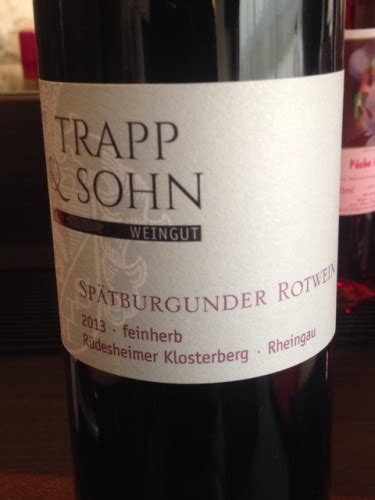 TRAPP
& SOHN
WEINGUT
SPÄTBURGUNDER ROTWEIN
2013 · feinherb
Rüdesheimer Klosterberg · Rheingau